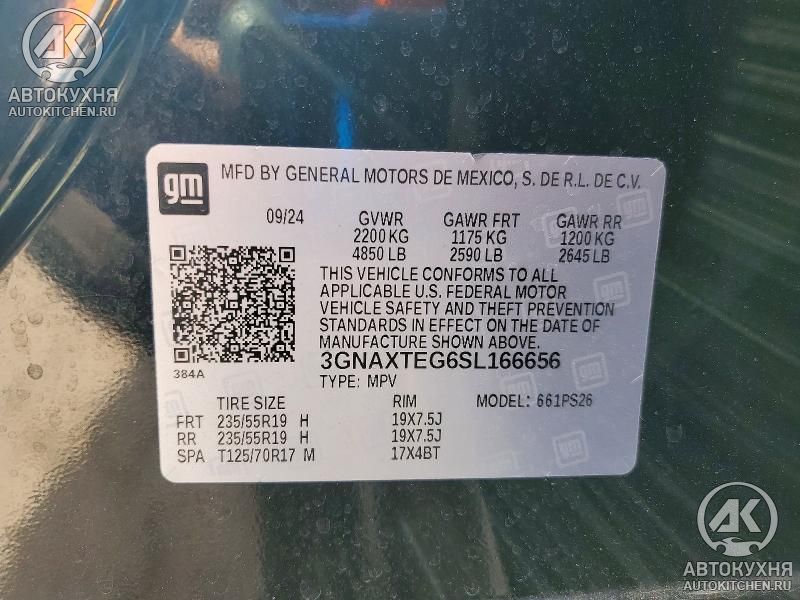 AK
АВТОКУХНЯ
AUTOKITCHEN.RU
gm MFD BY GENERAL MOTORS DE MEXICO, S. DE R.L. DE C.V.
09/24 GVWR GAWR FRT GAWR RR
2200 KG 1175 KG 1200 KG
4850 LB 2590 LB 2645 LB
THIS VEHICLE CONFORMS TO ALL
APPLICABLE U.S. FEDERAL MOTOR
VEHICLE SAFETY AND THEFT PREVENTION
STANDARDS IN EFFECT ON THE DATE OF
MANUFACTURE SHOWN ABOVE.
384A
3GNAXTEG6SL166656
TYPE: MPV
TIRE SIZE RIM MODEL: 661PS26
FRT 235/55R19 H 19X7.5J
RR 235/55R19 H 19X7.5J
SPA T125/70R17 M 17X4BT
AK
АВТОКУХНЯ
AUTOKITCHEN.RU